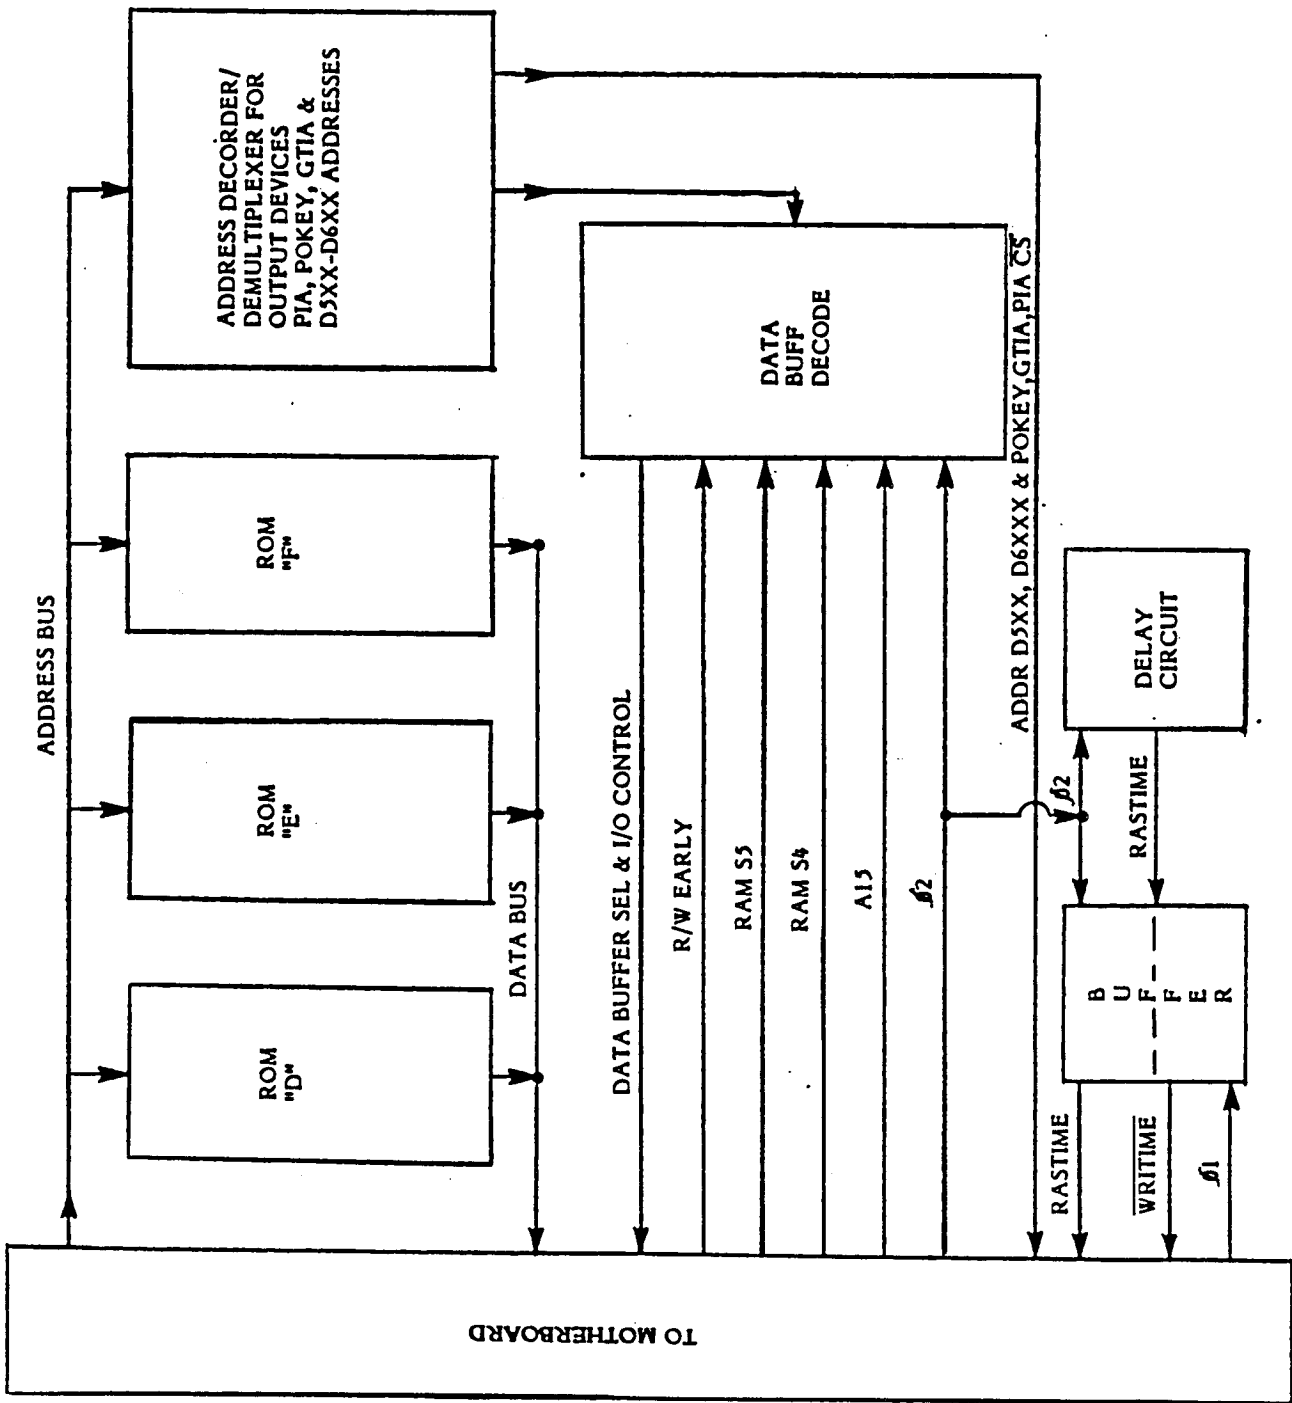 ADDRESS BUS
ROM
"D"
ROM
"E"
ROM
"F"
ADDRESS DECORDER/
DEMULTIPLEXER FOR
OUTPUT DEVICES
PIA, POKEY, GTIA &
D5XX-D6XX ADDRESSES
DATA BUS
DATA BUFFER SEL & I/O CONTROL
R/W EARLY
RAM S5
RAM S4
A15
ø2
DATA
BUFF
DECODE
ADDR D5XX, D6XXX & POKEY,GTIA,PIA C̅S̅
RASTIME
W̅R̅I̅T̅I̅M̅E̅
ø1
BUFFER
ø2
RASTIME
DELAY
CIRCUIT
TO MOTHERBOARD